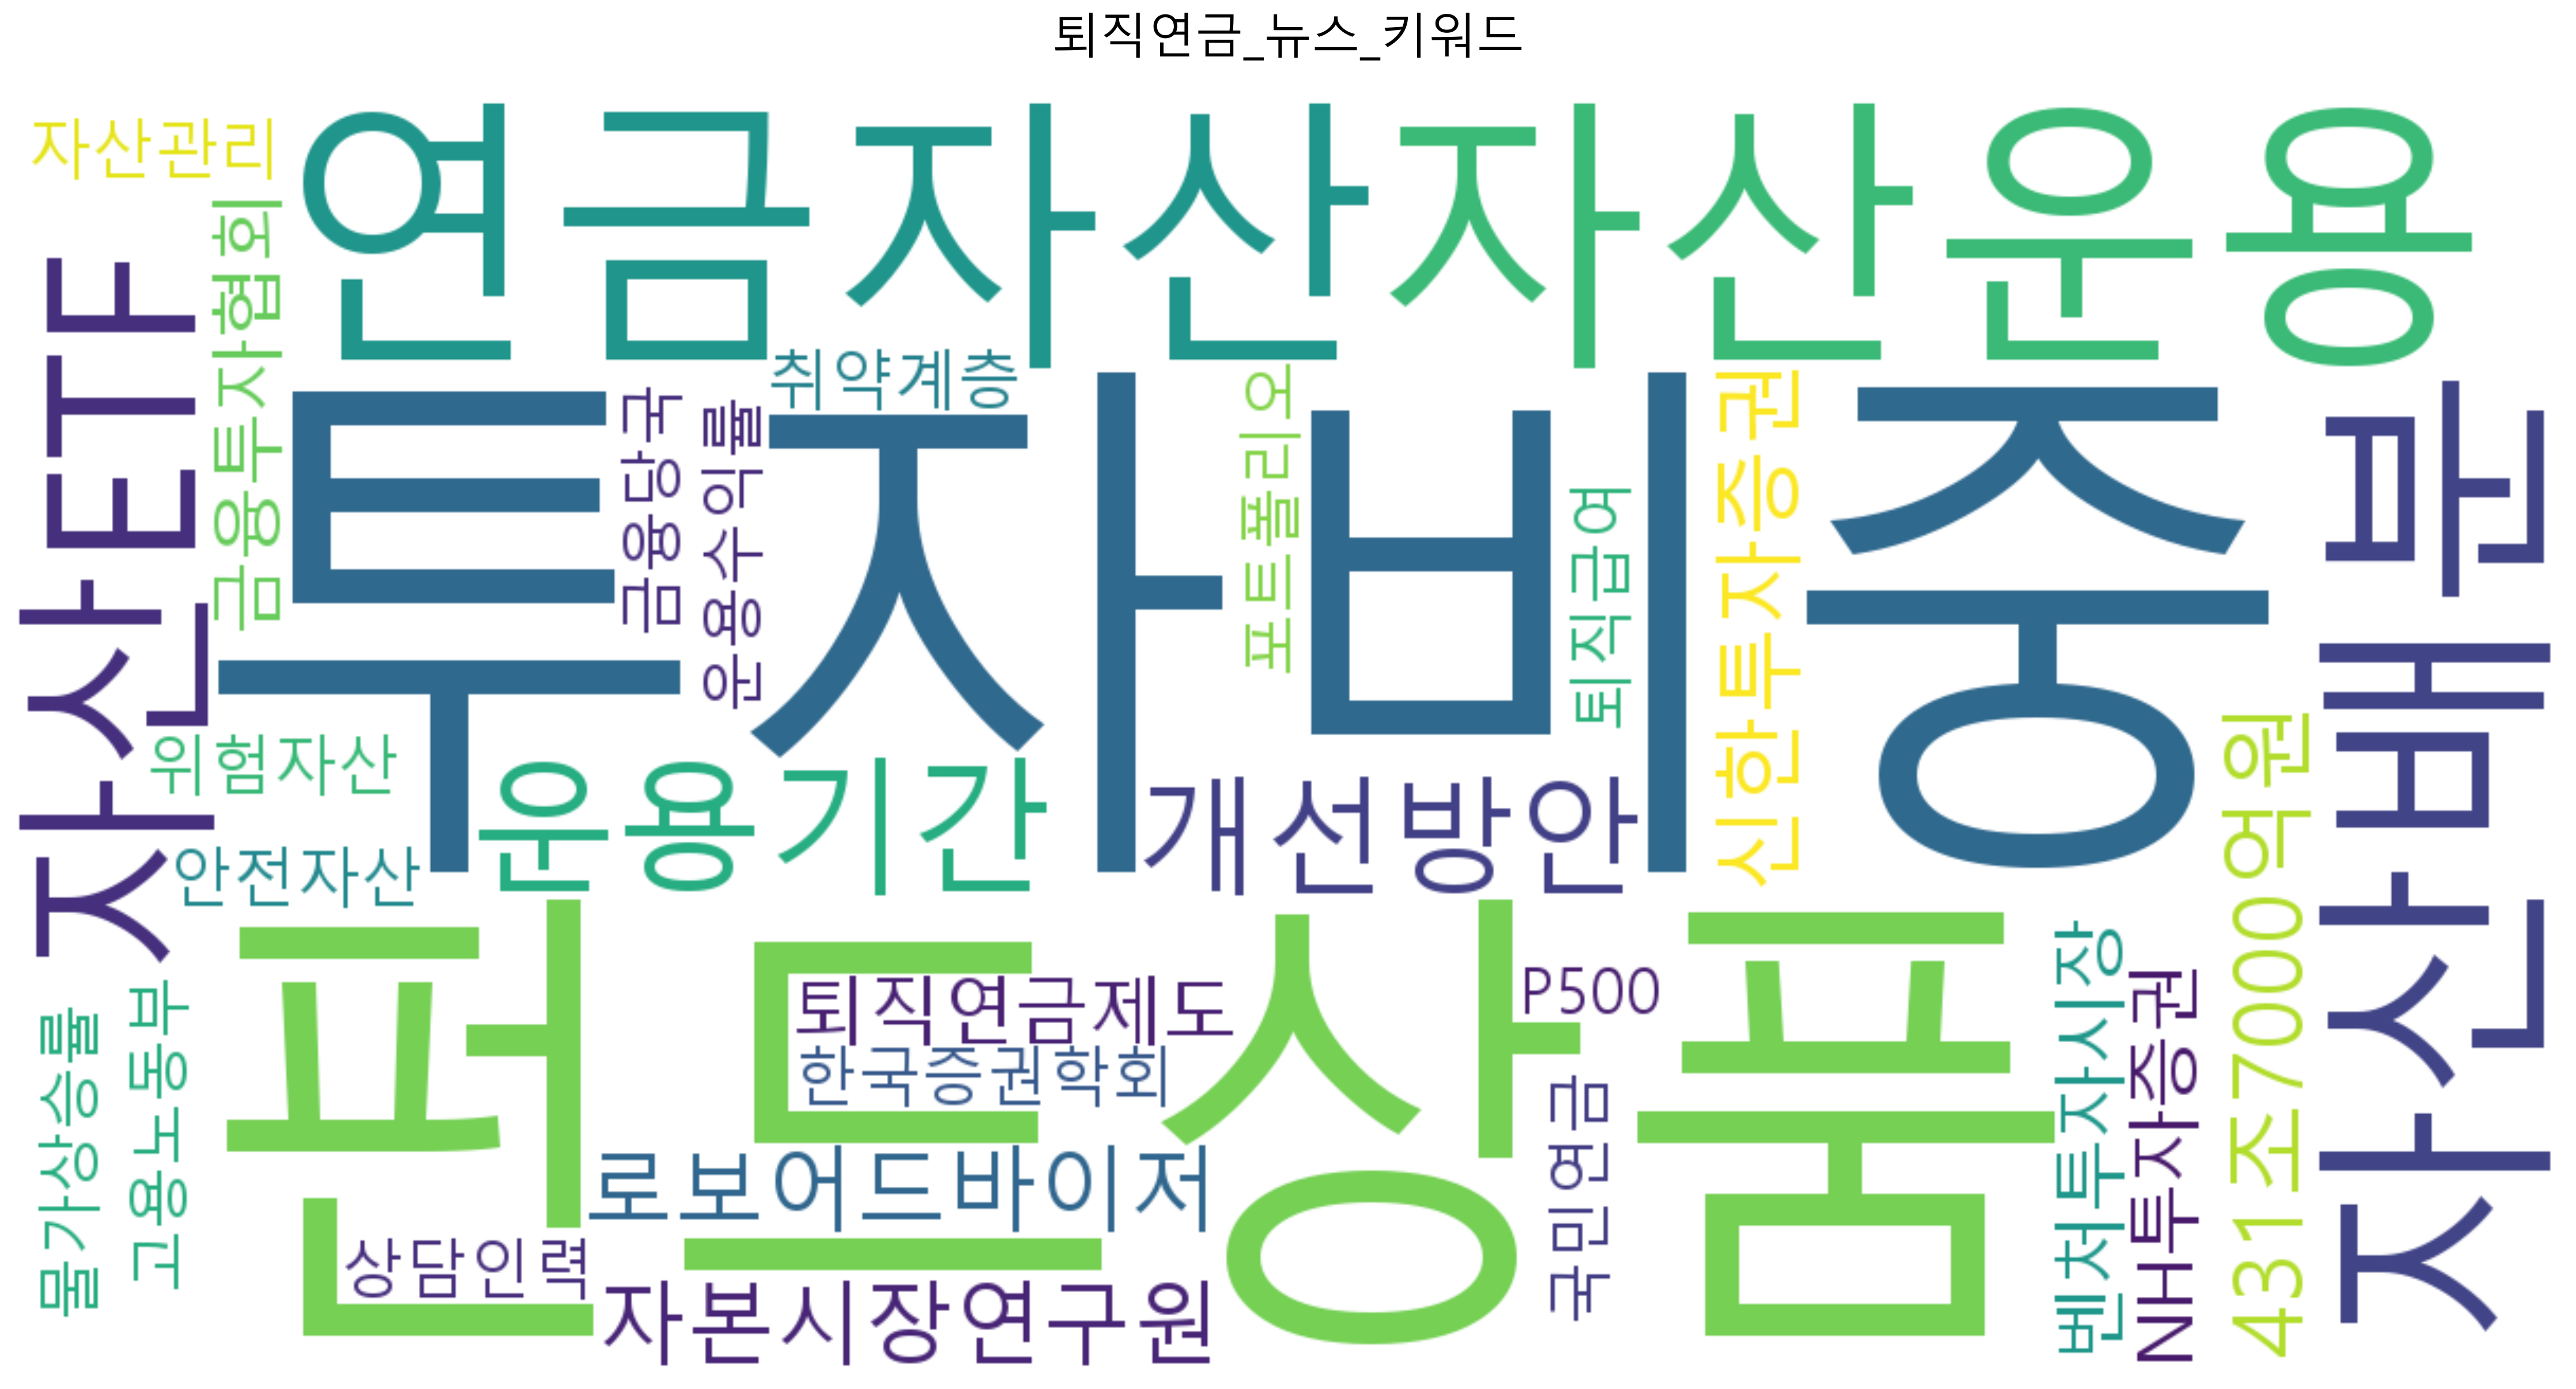 퇴직연금_뉴스_키워드
자산관리
연금자산
자산운용
자산ETF
금융투자협회
투자비중
금융당국
운용수익률
취약계층
포트폴리오
퇴직급여
신한투자증권
자산배분
위험자산
안전자산
운용기간
개선방안
431조7000억원
펀드상품
퇴직연금제도
한국증권학회
P500
국민연금
벤처투자시장
NH투자증권
물가상승률
고용노동부
로보어드바이저
상담인력
자본시장연구원